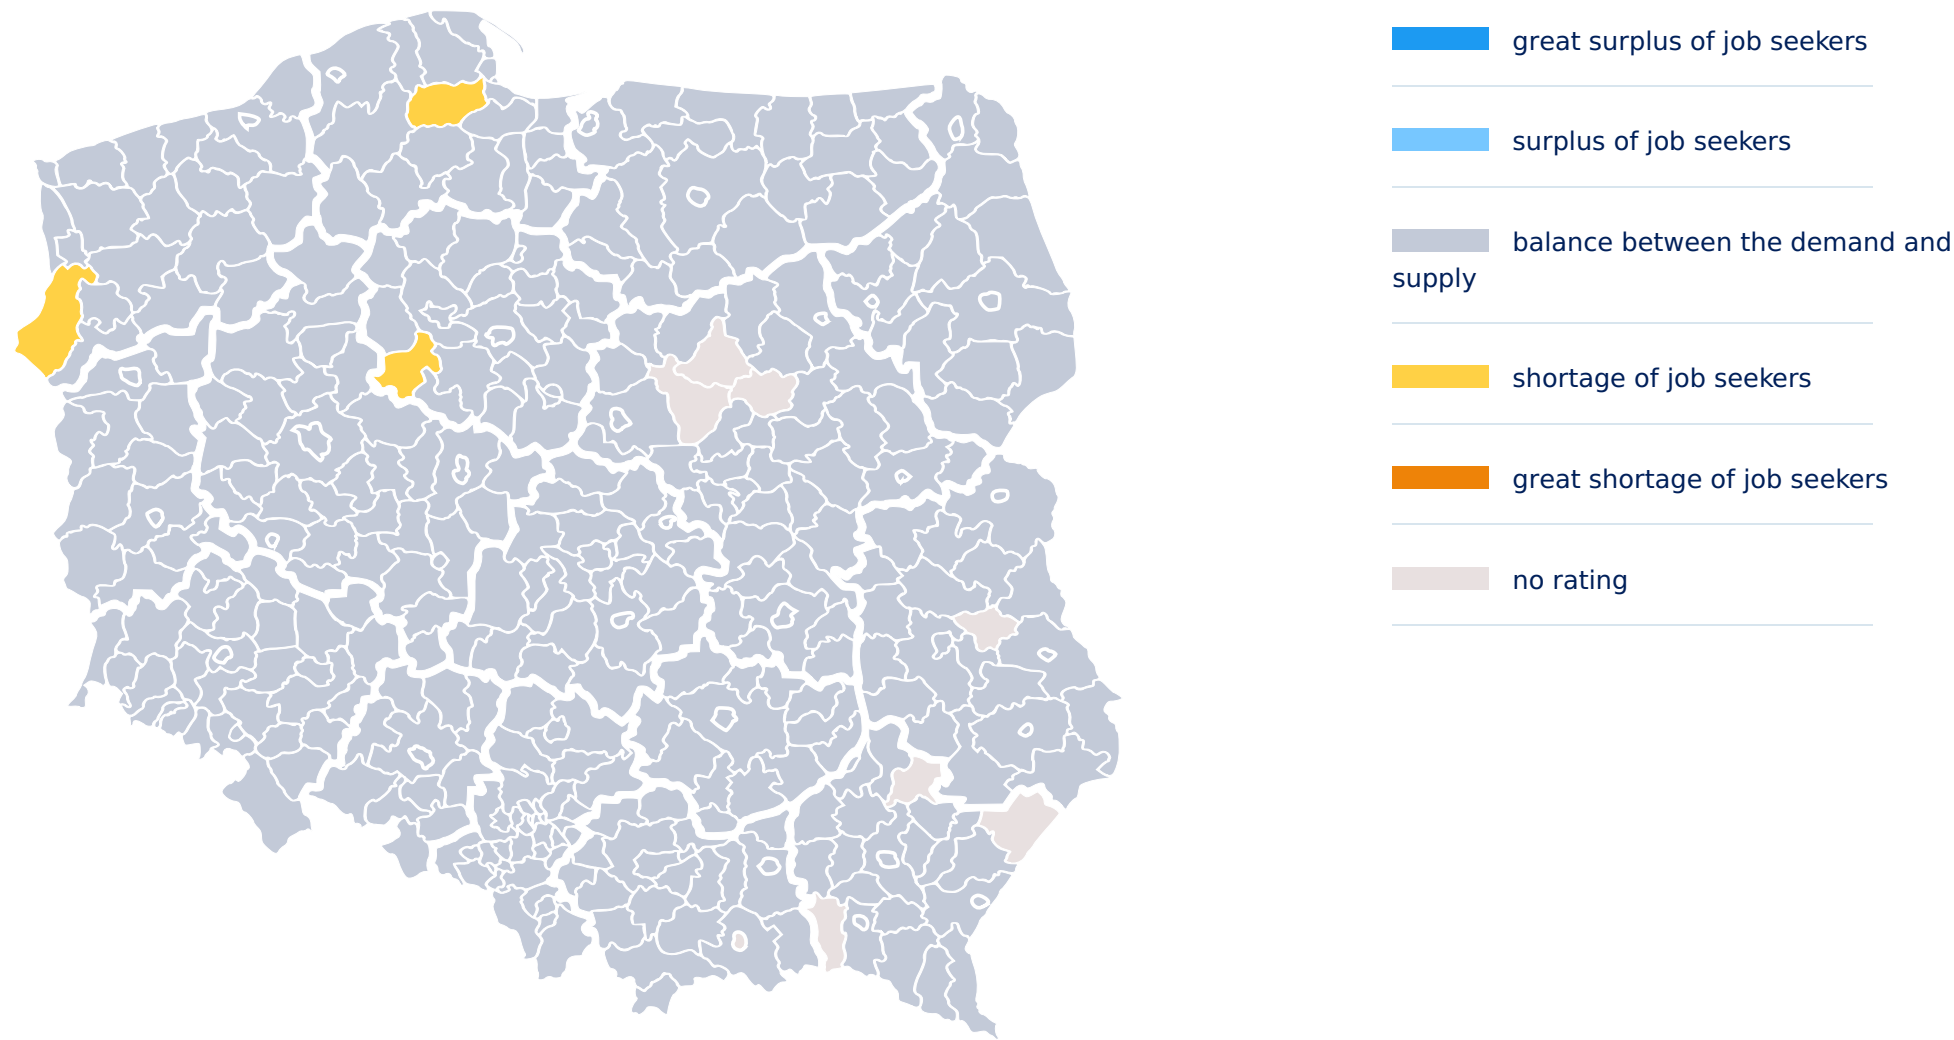 great surplus of job seekers
surplus of job seekers
balance between the demand and
supply
shortage of job seekers
great shortage of job seekers
no rating